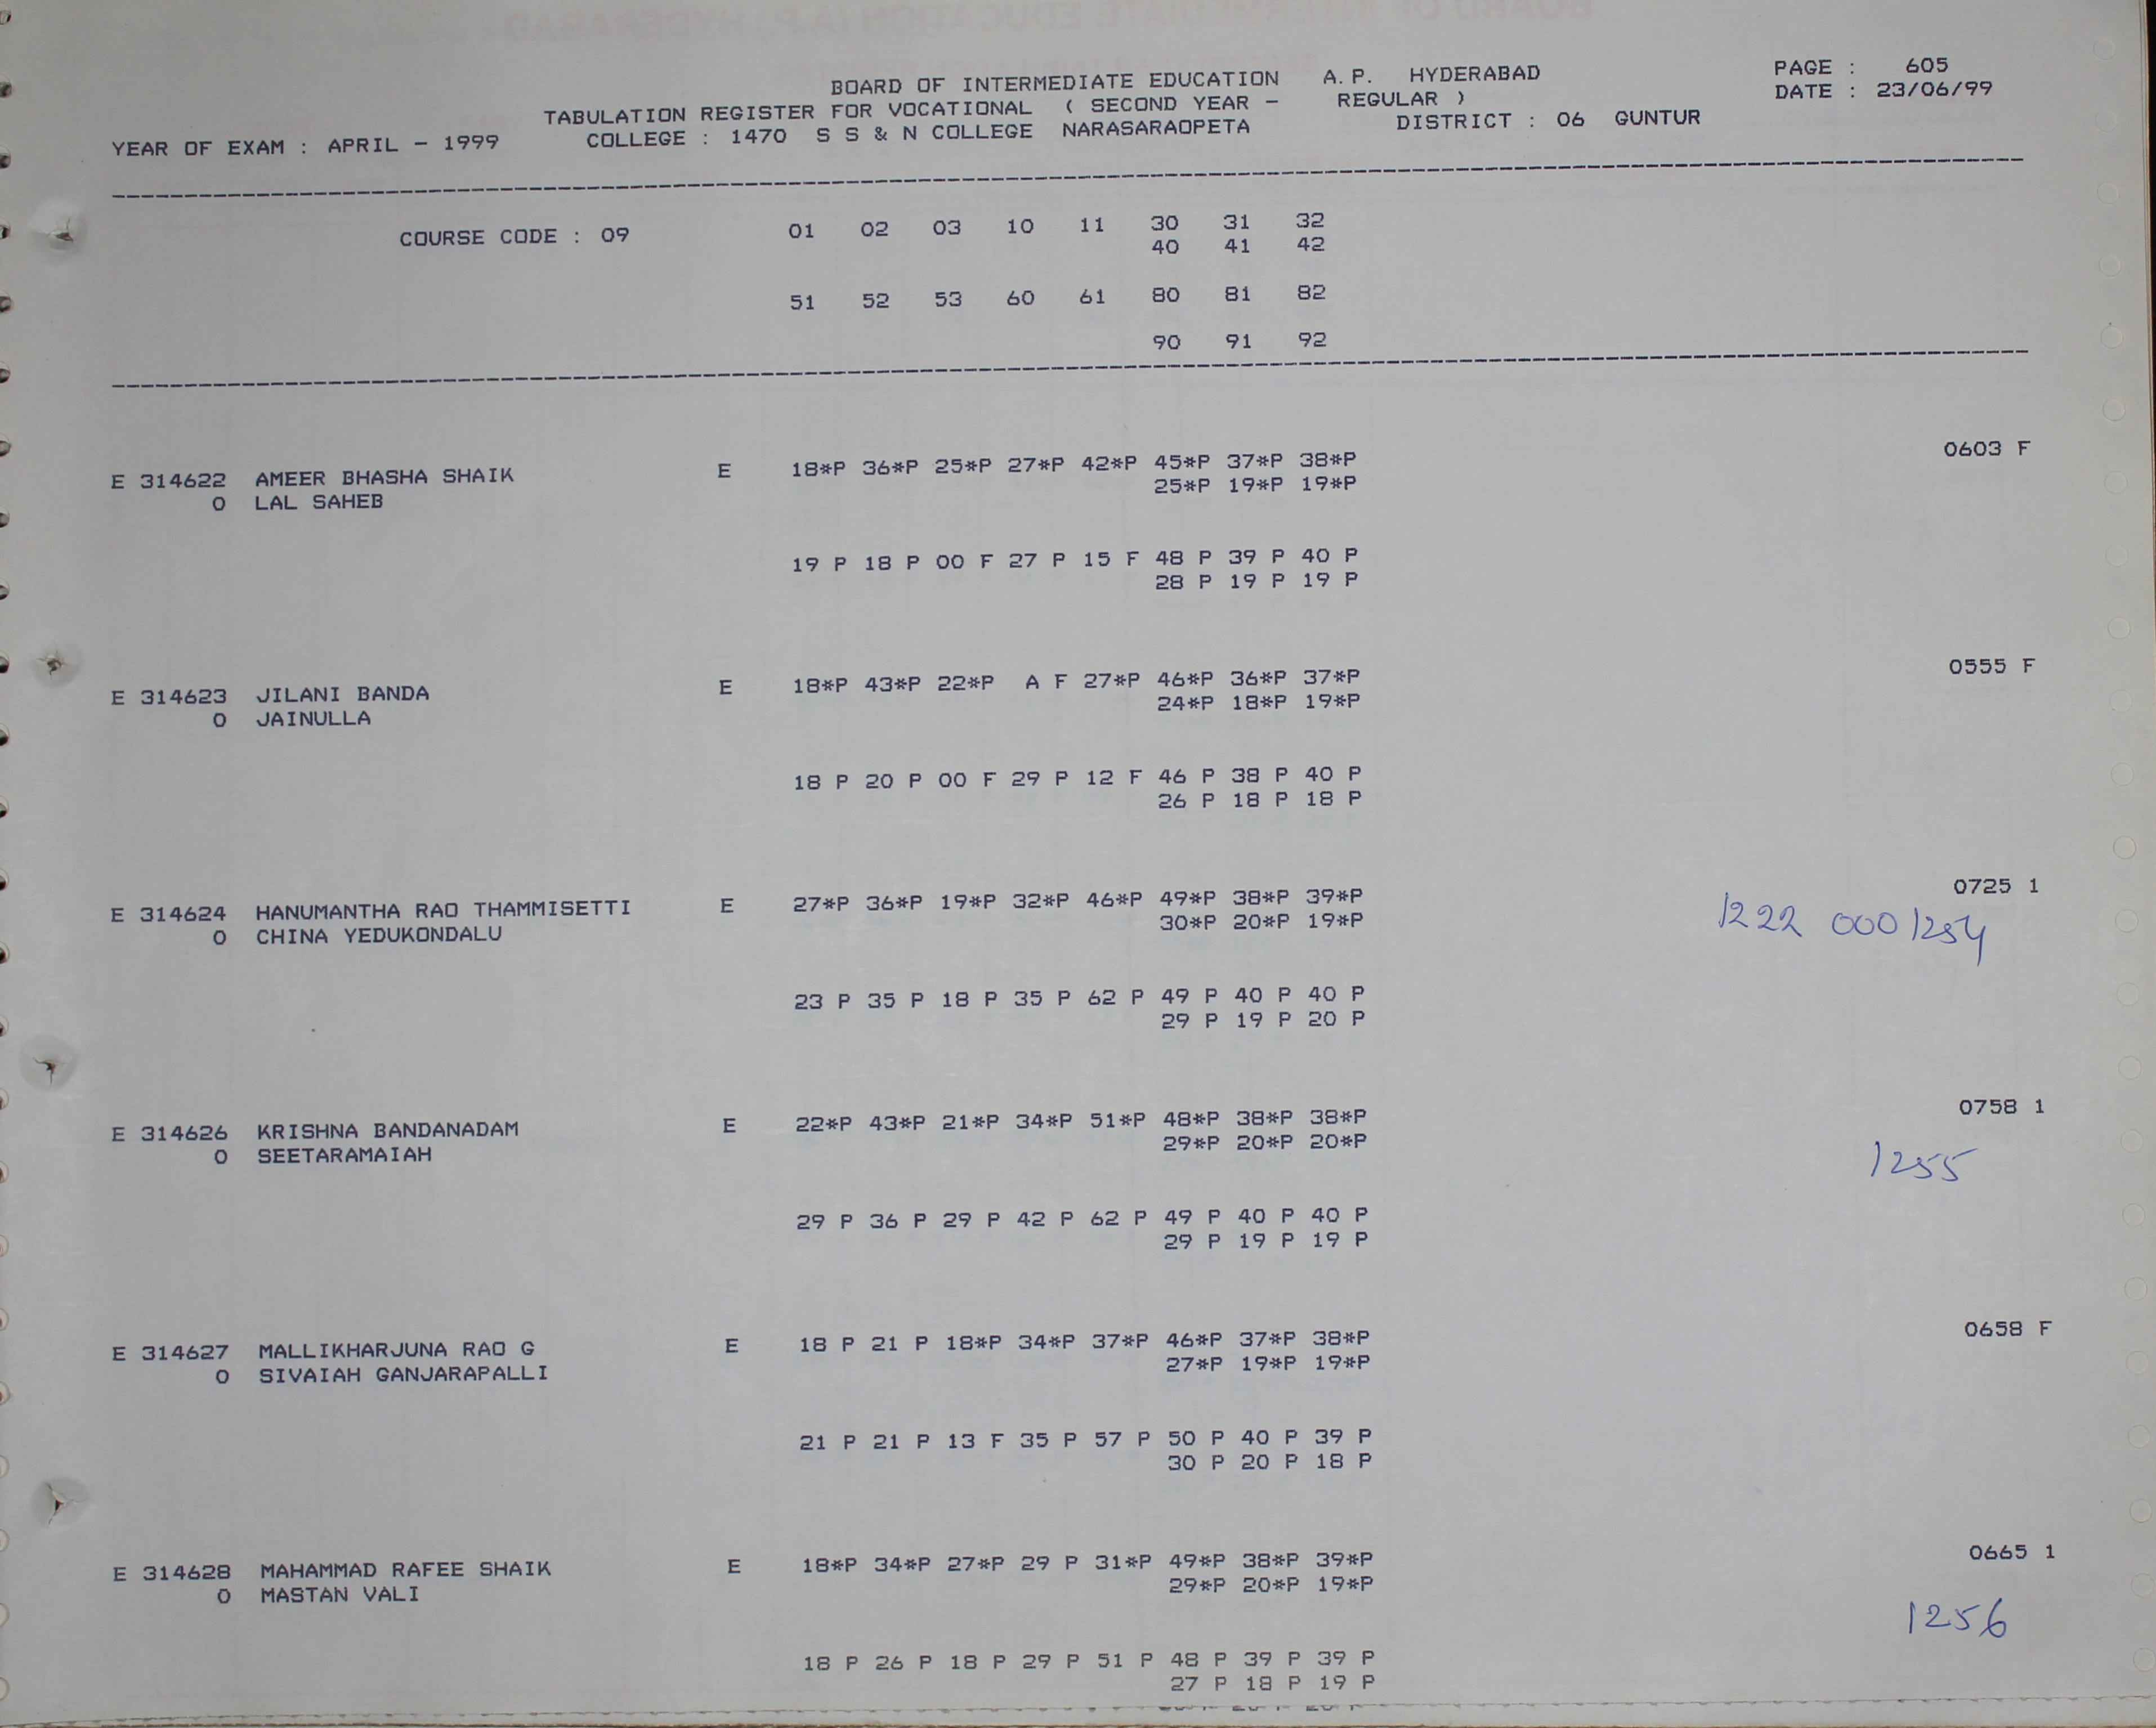 BOARD OF INTERMEDIATE EDUCATION A.P. HYDERABAD PAGE : 605
TABULATION REGISTER FOR VOCATIONAL ( SECOND YEAR - REGULAR ) DATE : 23/06/99
YEAR OF EXAM : APRIL - 1999 COLLEGE : 1470 S S & N COLLEGE NARASARAOPETA DISTRICT : 06 GUNTUR
COURSE CODE : 09 01 02 03 10 11 30 31 32
40 41 42
51 52 53 60 61 80 81 82
90 91 92
E 314622 AMEER BHASHA SHAIK E 18*P 36*P 25*P 27*P 42*P 45*P 37*P 38*P 0603 F
0 LAL SAHEB 25*P 19*P 19*P
19 P 18 P 00 F 27 P 15 F 48 P 39 P 40 P
28 P 19 P 19 P
E 314623 JILANI BANDA E 18*P 43*P 22*P A F 27*P 46*P 36*P 37*P 0555 F
0 JAINULLA 24*P 18*P 19*P
18 P 20 P 00 F 29 P 12 F 46 P 38 P 40 P
26 P 18 P 18 P
E 314624 HANUMANTHA RAO THAMMISETTI E 27*P 36*P 19*P 32*P 46*P 49*P 38*P 39*P 0725 1
0 CHINA YEDUKONDALU 30*P 20*P 19*P 1222 0001254
23 P 35 P 18 P 35 P 62 P 49 P 40 P 40 P
29 P 19 P 20 P
E 314626 KRISHNA BANDANADAM E 22*P 43*P 21*P 34*P 51*P 48*P 38*P 38*P 0758 1
0 SEETARAMAIAH 29*P 20*P 20*P 1255
29 P 36 P 29 P 42 P 62 P 49 P 40 P 40 P
29 P 19 P 19 P
E 314627 MALLIKHARJUNA RAO G E 18 P 21 P 18*P 34*P 37*P 46*P 37*P 38*P 0658 F
0 SIVAIAH GANJARAPALLI 27*P 19*P 19*P
21 P 21 P 13 F 35 P 57 P 50 P 40 P 39 P
30 P 20 P 18 P
E 314628 MAHAMMAD RAFEE SHAIK E 18*P 34*P 27*P 29 P 31*P 49*P 38*P 39*P 0665 1
0 MASTAN VALI 29*P 20*P 19*P 1256
18 P 26 P 18 P 29 P 51 P 48 P 39 P 39 P
27 P 18 P 19 P